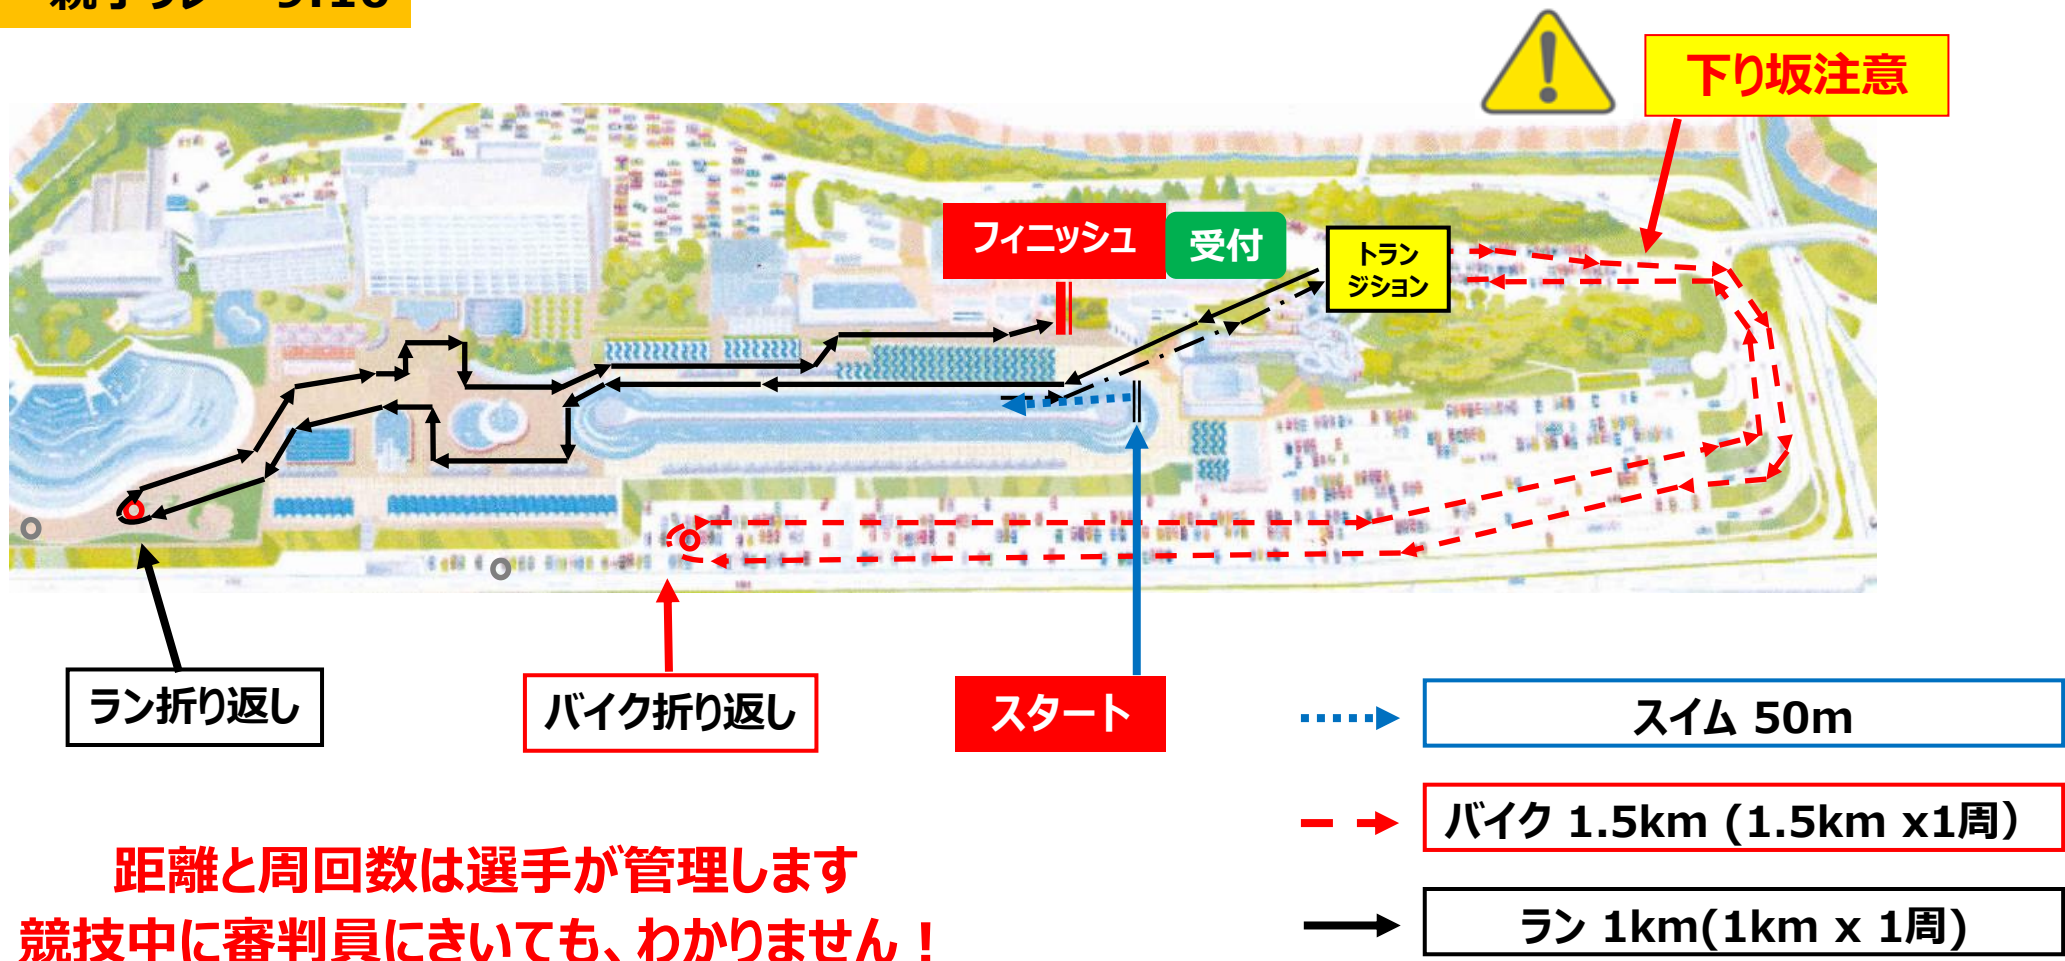 下り坂注意
フィニッシュ
受付
トラン
ジション
ラン折り返し
バイク折り返し
スタート
スイム 50m
バイク 1.5km (1.5km x1周）
ラン 1km(1km x 1周)
距離と周回数は選手が管理します
競技中に審判員にきいても、わかりません！